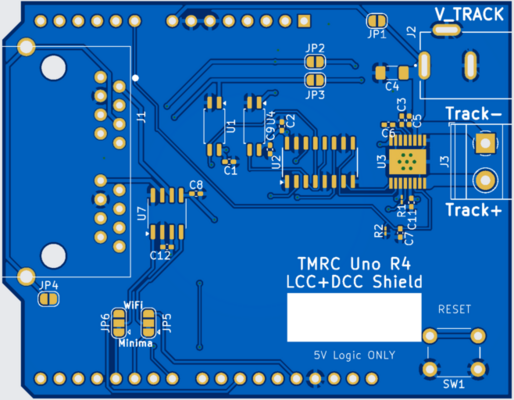 V_TRACK
J2
JP1
JP2
JP3
C4
C3
C5
C6
Track-
J1
U1
U4
C9
C2
U2
U3
J3
C1
C8
U7
R1
C11
Track+
R2
C7
C12
TMRC Uno R4
LCC+DCC Shield
JP4
WiFi
JP6
JP5
Minima
RESET
5V Logic ONLY
SW1